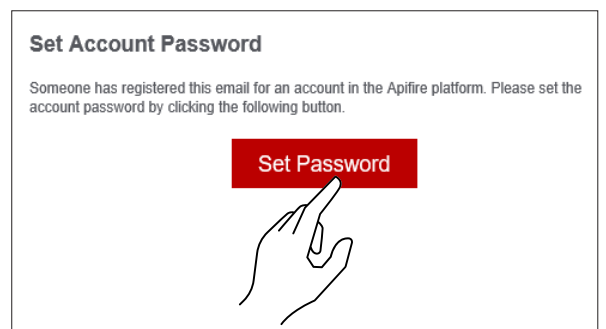 Set Account Password
Someone has registered this email for an account in the Apifire platform. Please set the
account password by clicking the following button.
Set Password